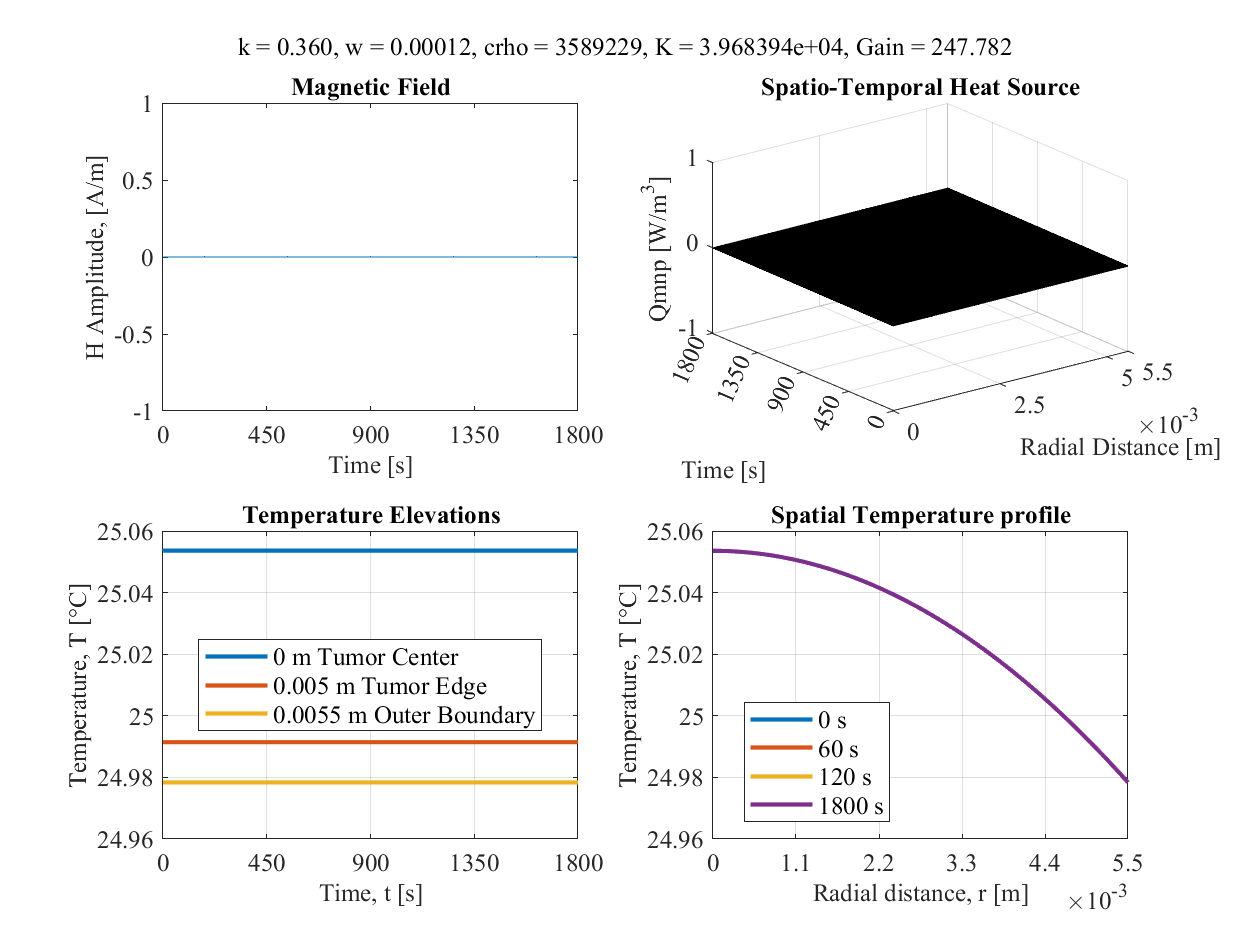 k = 0.360, w = 0.00012, crho = 3589229, K = 3.968394e+04, Gain = 247.782
Magnetic Field
H Amplitude, [A/m]
1
0.5
0
-0.5
-1
0 450 900 1350 1800
Time [s]
Spatio-Temporal Heat Source
Qmnp [W/m³]
1
0
-1
1800 1350 900 450 0
Time [s]
0 2.5 5 5.5
×10⁻³
Radial Distance [m]
Temperature Elevations
Temperature, T [°C]
25.06
25.04
25.02
25
24.98
24.96
0 m Tumor Center
0.005 m Tumor Edge
0.0055 m Outer Boundary
0 450 900 1350 1800
Time, t [s]
Spatial Temperature profile
Temperature, T [°C]
25.06
25.04
25.02
25
24.98
24.96
0 s
60 s
120 s
1800 s
0 1.1 2.2 3.3 4.4 5.5
Radial distance, r [m]
×10⁻³